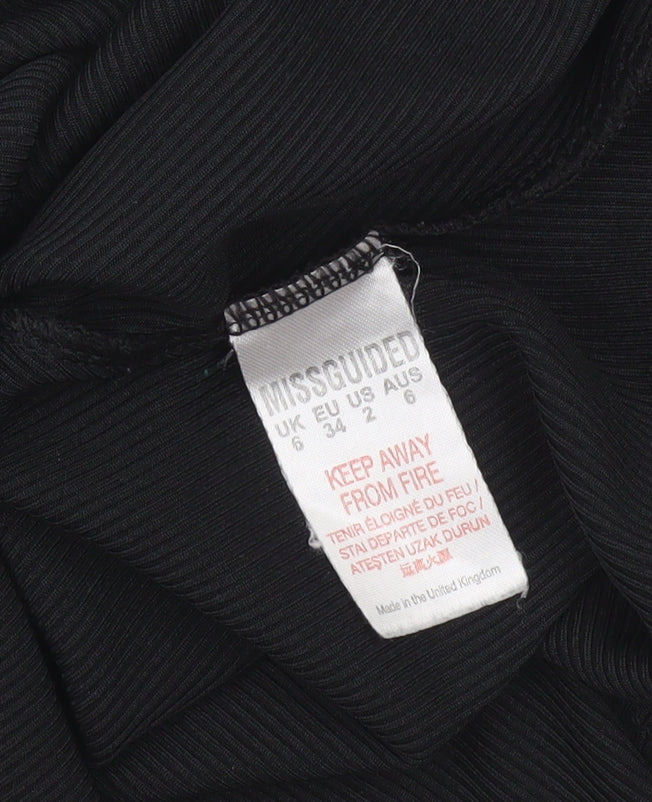 MISSGUIDED
UK EU US AUS
6 34 2 6
KEEP AWAY
FROM FIRE
TENIR ÉLOIGNÉ DU FEU /
STAI DEPARTE DE FOC /
ATEŞTEN UZAK DURUN
Made in the United Kingdom